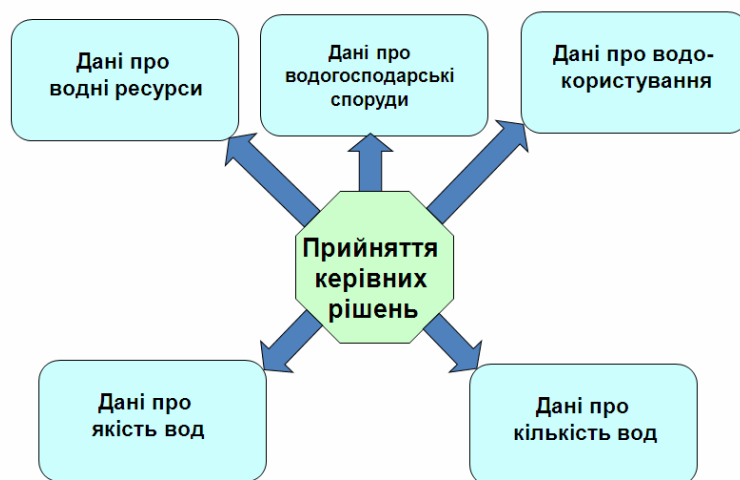 Дані про
водні ресурси
Дані про
водогосподарські
споруди
Дані про водо-
користування
Прийняття
керівних
рішень
Дані про
якість вод
Дані про
кількість вод